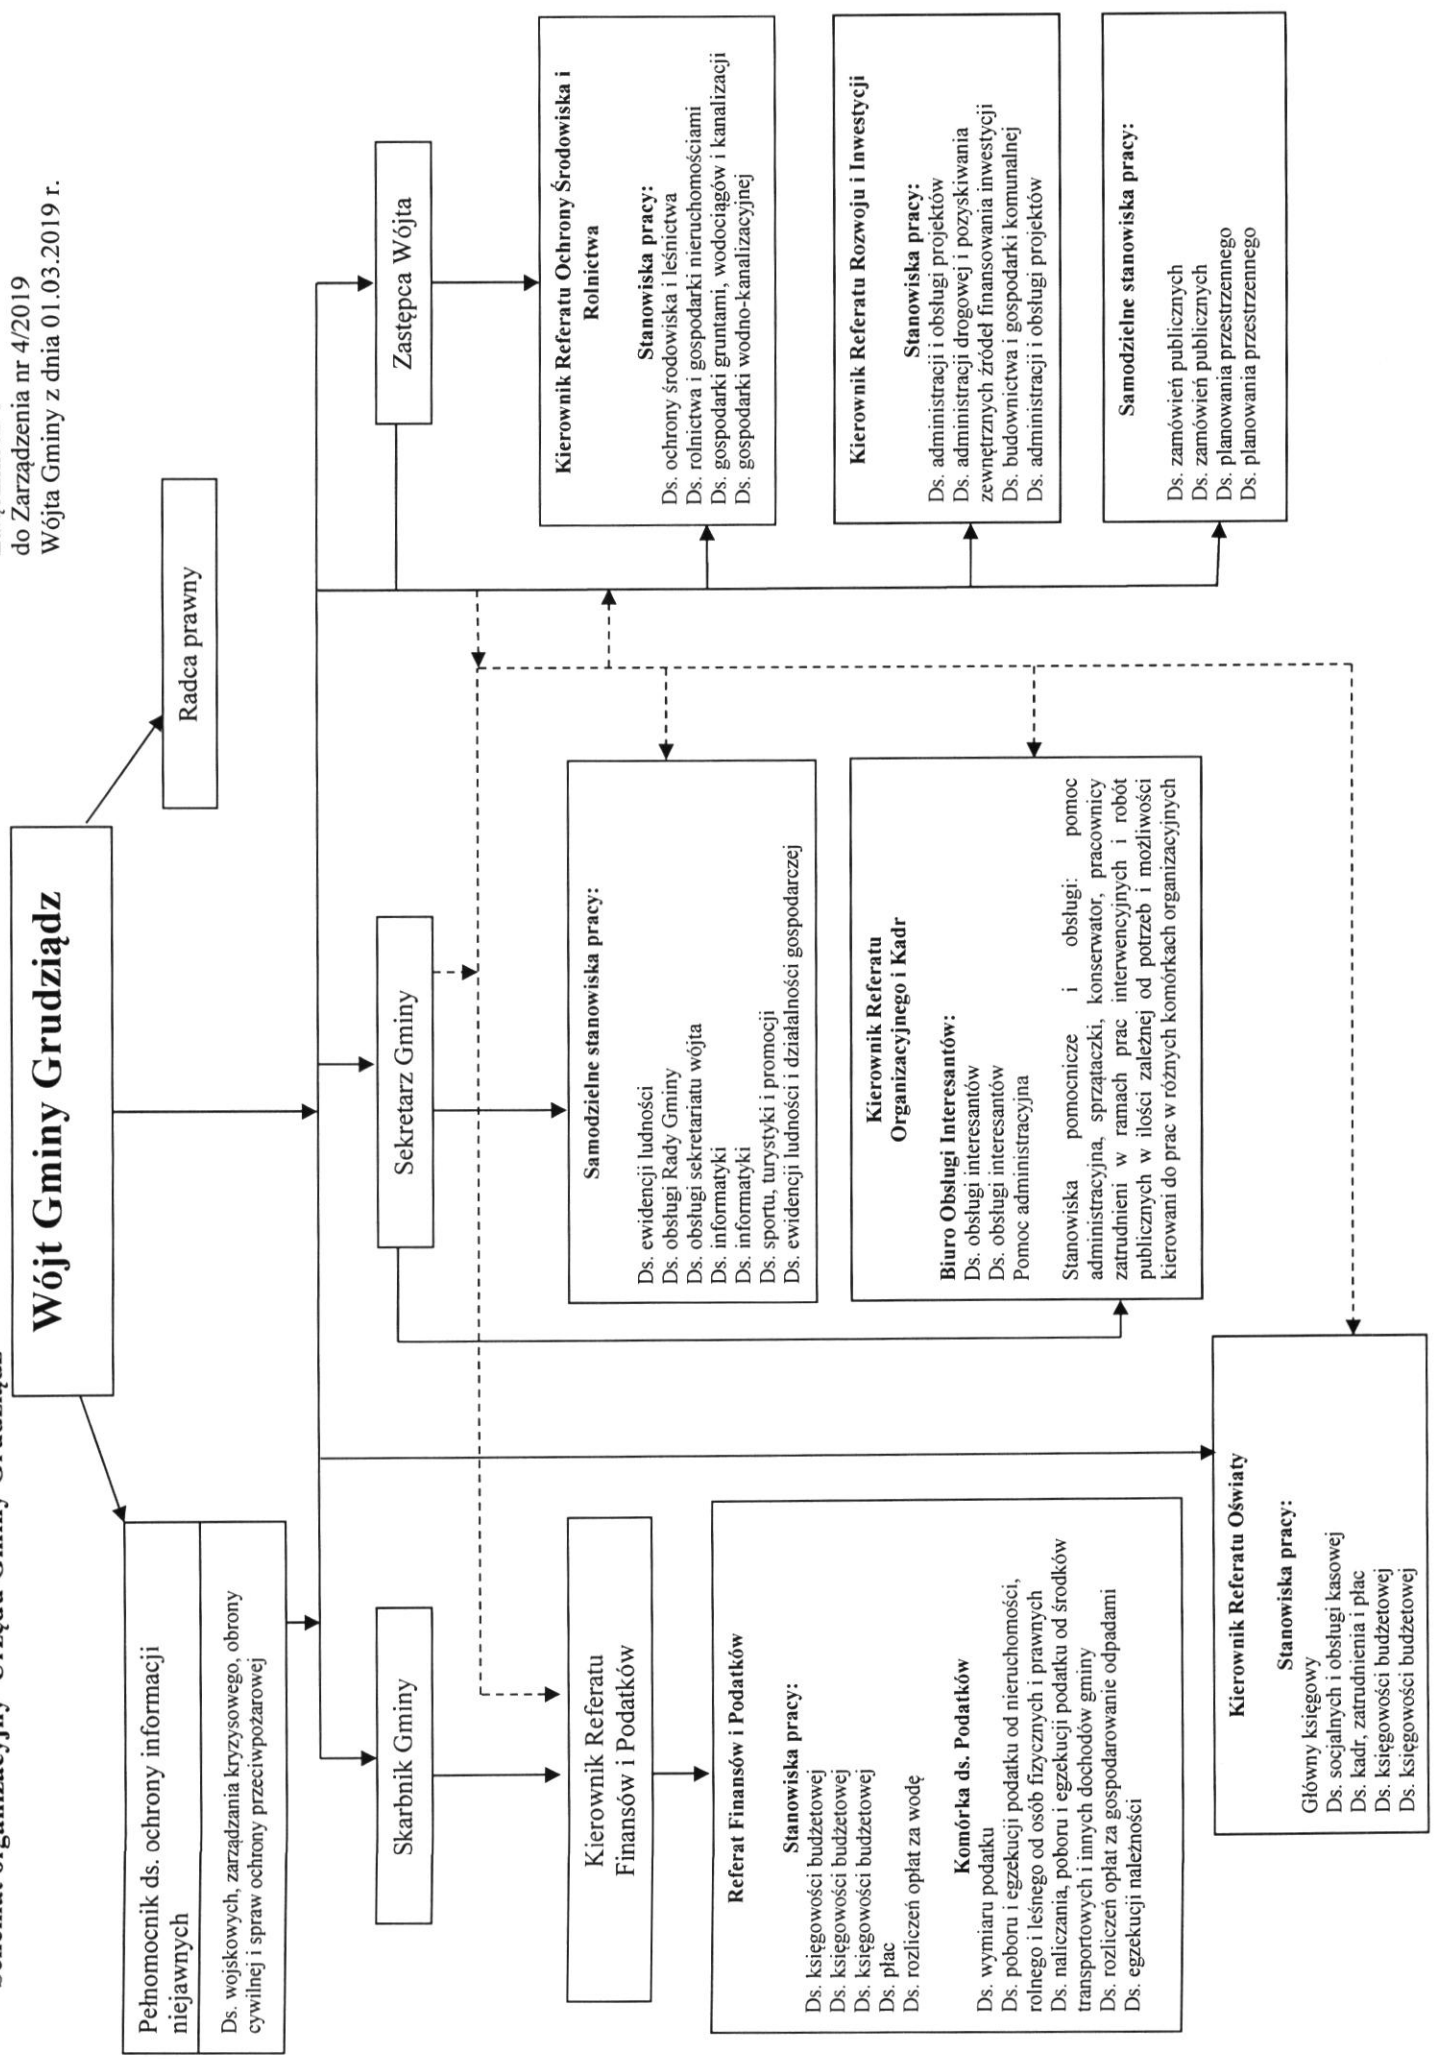 do Zarządzenia nr 4/2019
Wójta Gminy z dnia 01.03.2019 r.
Wójt Gminy Grudziądz
Radca prawny
Pełnomocnik ds. ochrony informacji
niejawnych
Ds. wojskowych, zarządzania kryzysowego, obrony
cywilnej i spraw ochrony przeciwpożarowej
Skarbnik Gminy
Sekretarz Gminy
Zastępca Wójta
Kierownik Referatu
Finansów i Podatków
Referat Finansów i Podatków
Stanowiska pracy:
Ds. księgowości budżetowej
Ds. księgowości budżetowej
Ds. księgowości budżetowej
Ds. płac
Ds. rozliczeń opłat za wodę
Komórka ds. Podatków
Ds. wymiaru podatku
Ds. poboru i egzekucji podatku od nieruchomości,
rolnego i leśnego od osób fizycznych i prawnych
Ds. naliczania, poboru i egzekucji podatku od środków
transportowych i innych dochodów gminy
Ds. rozliczeń opłat za gospodarowanie odpadami
Ds. egzekucji należności
Kierownik Referatu Oświaty
Stanowiska pracy:
Główny księgowy
Ds. socjalnych i obsługi kasowej
Ds. kadr, zatrudnienia i płac
Ds. księgowości budżetowej
Ds. księgowości budżetowej
Samodzielne stanowiska pracy:
Ds. ewidencji ludności
Ds. obsługi Rady Gminy
Ds. obsługi sekretariatu wójta
Ds. informatyki
Ds. informatyki
Ds. sportu, turystyki i promocji
Ds. ewidencji ludności i działalności gospodarczej
Kierownik Referatu
Organizacyjnego i Kadr
Biuro Obsługi Interesantów:
Ds. obsługi interesantów
Ds. obsługi interesantów
Pomoc administracyjna
Stanowiska pomocnicze i obsługi: pomoc
administracyjna, sprzątaczki, konserwator, pracownicy
zatrudnieni w ramach prac interwencyjnych i robót
publicznych w ilości zależnej od potrzeb i możliwości
kierowani do prac w różnych komórkach organizacyjnych
Kierownik Referatu Ochrony Środowiska i
Rolnictwa
Stanowiska pracy:
Ds. ochrony środowiska i leśnictwa
Ds. rolnictwa i gospodarki nieruchomościami
Ds. gospodarki gruntami, wodociągów i kanalizacji
Ds. gospodarki wodno-kanalizacyjnej
Kierownik Referatu Rozwoju i Inwestycji
Stanowiska pracy:
Ds. administracji i obsługi projektów
Ds. administracji drogowej i pozyskiwania
zewnętrznych źródeł finansowania inwestycji
Ds. budownictwa i gospodarki komunalnej
Ds. administracji i obsługi projektów
Samodzielne stanowiska pracy:
Ds. zamówień publicznych
Ds. zamówień publicznych
Ds. planowania przestrzennego
Ds. planowania przestrzennego